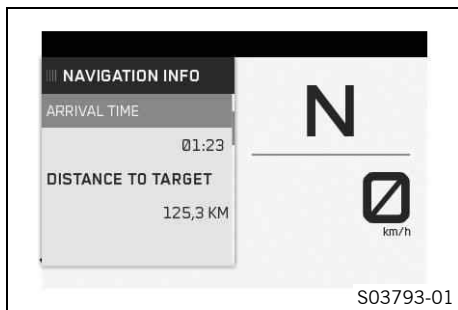 NAVIGATION INFO
ARRIVAL TIME
01:23
DISTANCE TO TARGET
125,3 KM
N
0
km/h
S03793-01